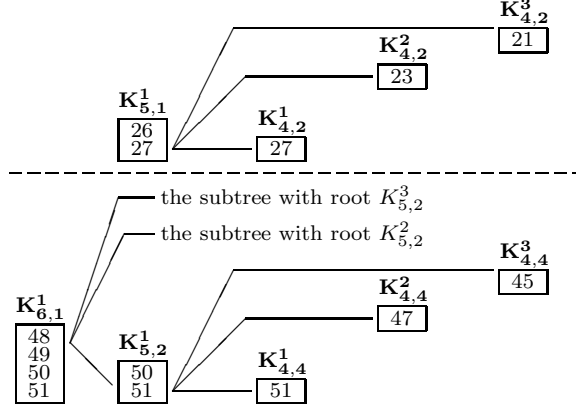 K^3_{4,2}
21
K^2_{4,2}
23
K^1_{5,1}
26
27
K^1_{4,2}
27
the subtree with root K^3_{5,2}
the subtree with root K^2_{5,2}
K^3_{4,4}
45
K^2_{4,4}
47
K^1_{6,1}
48
49
50
51
K^1_{5,2}
50
51
K^1_{4,4}
51